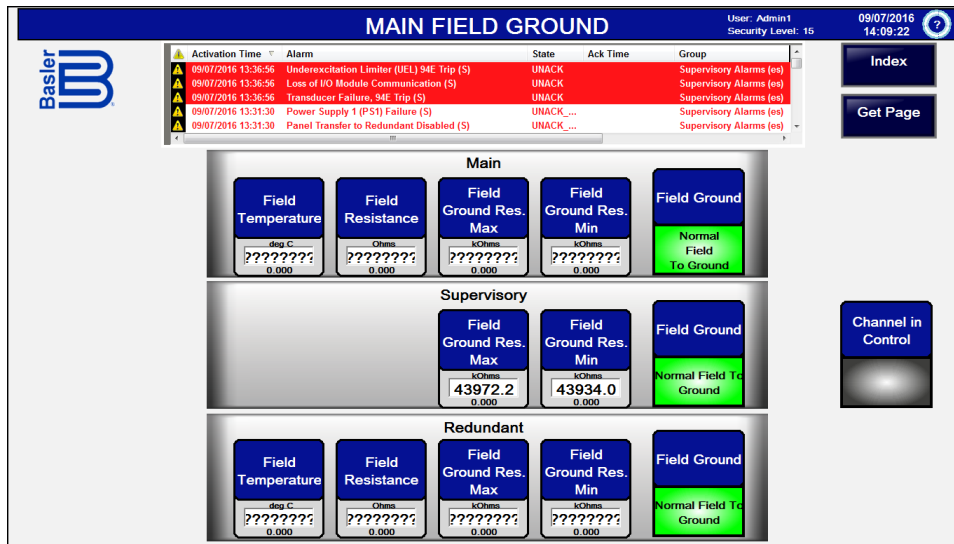 MAIN FIELD GROUND
User: Admin1
Security Level: 15
09/07/2016
14:09:22
?
Basler
Activation Time Alarm State Ack Time Group
09/07/2016 13:36:56 Underexcitation Limiter (UEL) 94E Trip (S) UNACK Supervisory Alarms (es)
09/07/2016 13:36:56 Loss of I/O Module Communication (S) UNACK Supervisory Alarms (es)
09/07/2016 13:36:56 Transducer Failure, 94E Trip (S) UNACK Supervisory Alarms (es)
09/07/2016 13:31:30 Power Supply 1 (PS1) Failure (S) UNACK_... Supervisory Alarms (es)
09/07/2016 13:31:30 Panel Transfer to Redundant Disabled (S) UNACK_... Supervisory Alarms (es)
Index
Get Page
Main
Field
Temperature
deg C
????????
0.000
Field
Resistance
Ohms
????????
0.000
Field
Ground Res.
Max
kOhms
????????
0.000
Field
Ground Res.
Min
kOhms
????????
0.000
Field Ground
Normal
Field
To Ground
Supervisory
Field
Ground Res.
Max
kOhms
43972.2
0.000
Field
Ground Res.
Min
kOhms
43934.0
0.000
Field Ground
Normal Field To
Ground
Channel in
Control
Redundant
Field
Temperature
deg C
????????
0.000
Field
Resistance
Ohms
????????
0.000
Field
Ground Res.
Max
kOhms
????????
0.000
Field
Ground Res.
Min
kOhms
????????
0.000
Field Ground
Normal Field To
Ground